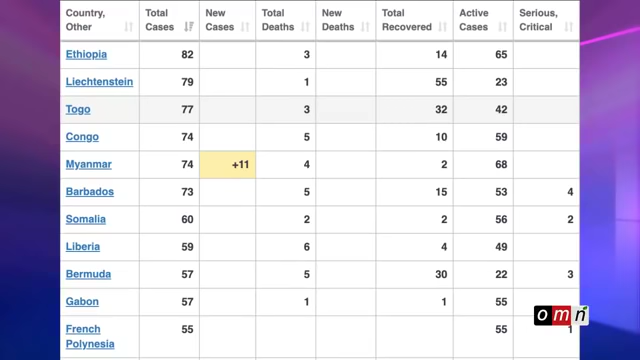 Country, Other Total Cases New Cases Total Deaths New Deaths Total Recovered Active Cases Serious, Critical
Ethiopia 82 3 14 65
Liechtenstein 79 1 55 23
Togo 77 3 32 42
Congo 74 5 10 59
Myanmar 74 +11 4 2 68
Barbados 73 5 15 53 4
Somalia 60 2 2 56 2
Liberia 59 6 4 49
Bermuda 57 5 30 22 3
Gabon 57 1 1 55
French Polynesia 55 55 1
omn